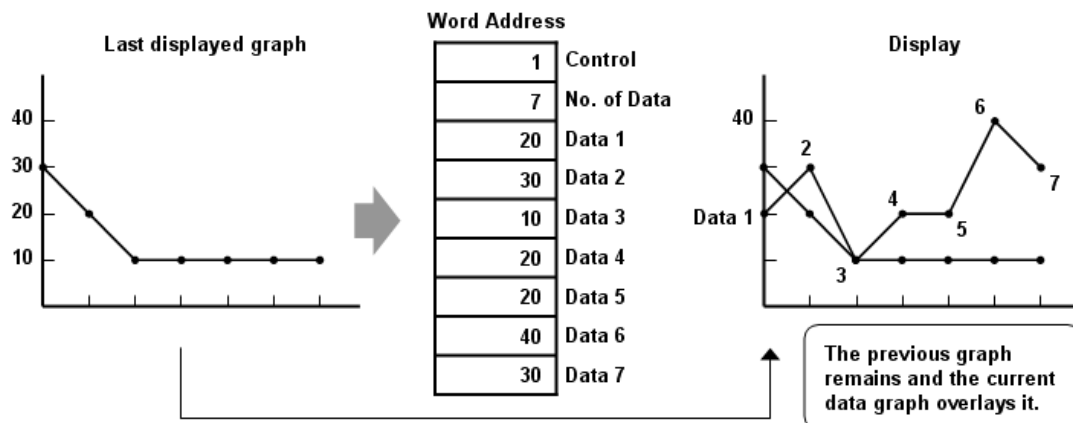 Last displayed graph
40
30
20
10
Word Address
1 Control
7 No. of Data
20 Data 1
30 Data 2
10 Data 3
20 Data 4
20 Data 5
40 Data 6
30 Data 7
Display
40
Data 1
2
3
4
5
6
7
The previous graph
remains and the current
data graph overlays it.